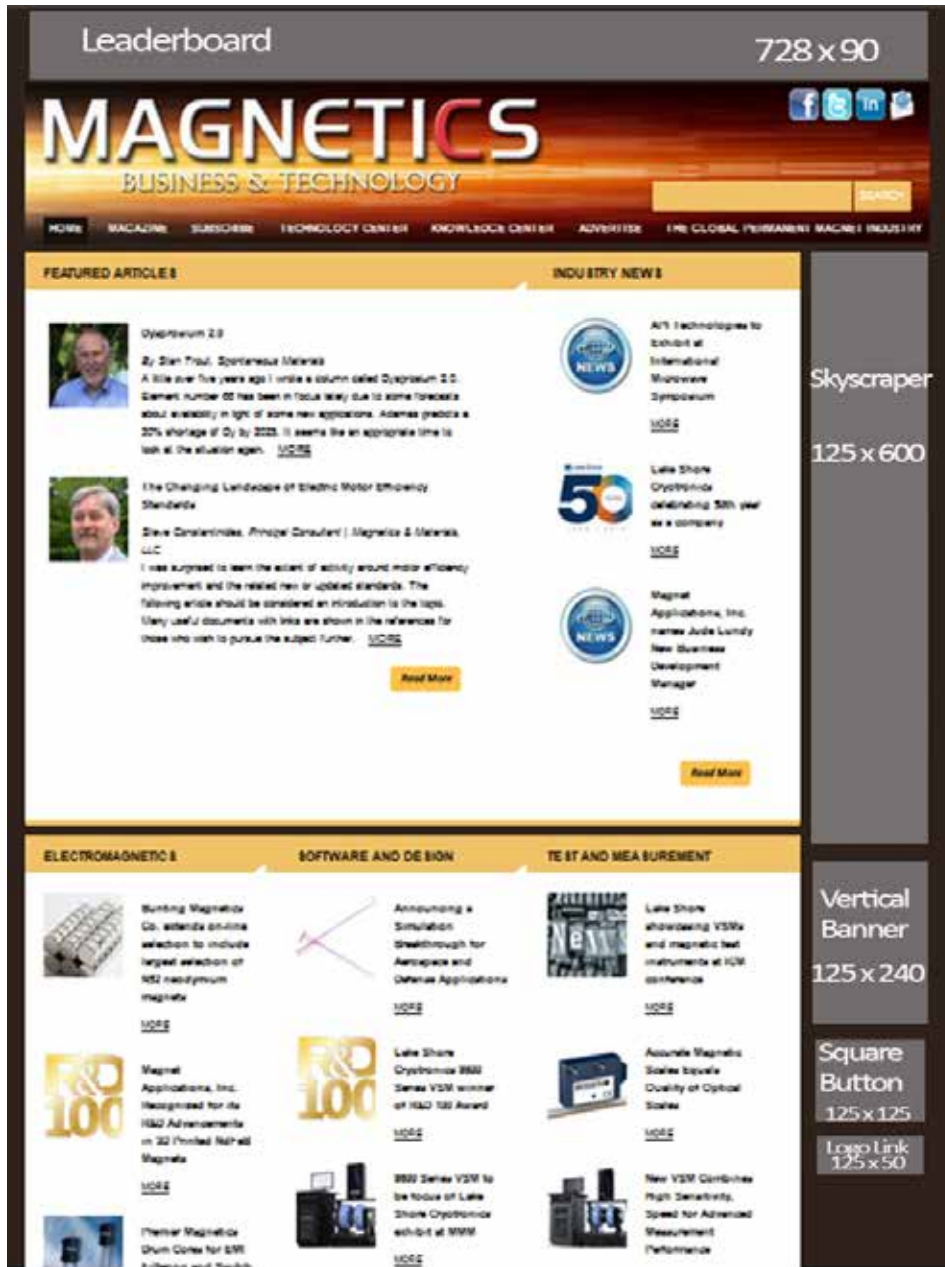 Leaderboard
728 x 90
MAGNETICS
BUSINESS & TECHNOLOGY
SEARCH
HOME MAGAZINE SUBSCRIBE TECHNOLOGY CENTER KNOWLEDGE CENTER ADVERTISE THE GLOBAL PERMANENT MAGNET INDUSTRY
FEATURED ARTICLES
Dysprosium 2.0
By Stan Trout, Spontaneous Materials
A little over five years ago I wrote a column called Dysprosium 2.0.
Element number 66 has been in focus lately due to some forecasts
about availability in light of some new applications. Adamas predicts a
30% shortage of Dy by
It seems like an appropriate time to
look at the situation again. MORE
The Changing Landscape of Electric Motor Efficiency
Standards
Steve Constantinides, Principal Consultant | Magnetics & Materials,
LLC
I was surprised to learn the extent of activity around motor efficiency
improvement and the related new or updated standards. The
following article should be considered an introduction to the topic.
Many useful documents with links are shown in the references for
those who wish to pursue the subject further. MORE
Read More
INDUSTRY NEWS
NEWS
API Technologies to
Exhibit at
International
Microwave
Symposium
MORE
50
Lake Shore
Cryotronics
celebrating 50th year
as a company
MORE
NEWS
Magnet
Applications, Inc.
names Jude Lundy
New Business
Development
Manager
MORE
Read More
Skyscraper
125 x 600
ELECTROMAGNETICS
Bunting Magnetics
Co. extends on-line
selection to include
largest selection of
N52 neodymium
magnets
MORE
R&D
100
Magnet
Applications, Inc.
Recognized for its
R&D Advancements
in 3D Printed NdFeB
Magnets
MORE
Premier Magnetics
Drum Cores for EMI
SOFTWARE AND DESIGN
Announcing a
Simulation
Breakthrough for
Aerospace and
Defense Applications
MORE
R&D
100
Lake Shore
Cryotronics 8600
Series VSM winner
of R&D 100 Award
MORE
8600 Series VSM to
be focus of Lake
Shore Cryotronics
exhibit at MMM
MORE
TEST AND MEASUREMENT
NEWS
Lake Shore
showcasing VSMs
and magnetic test
instruments at ICM
conference
MORE
Accurate Magnetic
Scales Equals
Quality of Optical
Scales
MORE
New VSM Combines
High Sensitivity,
Speed for Advanced
Measurement
Performance
Vertical
Banner
125 x 240
Square
Button
125 x 125
Logo Link
125 x 50